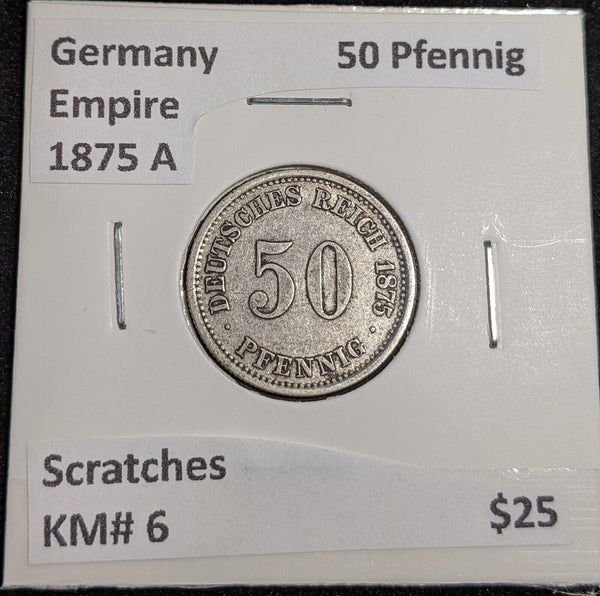 Germany 50 Pfennig
Empire
1875 A
DEUTSCHES REICH 1875
50
· PFENNIG ·
Scratches
KM# 6 $25